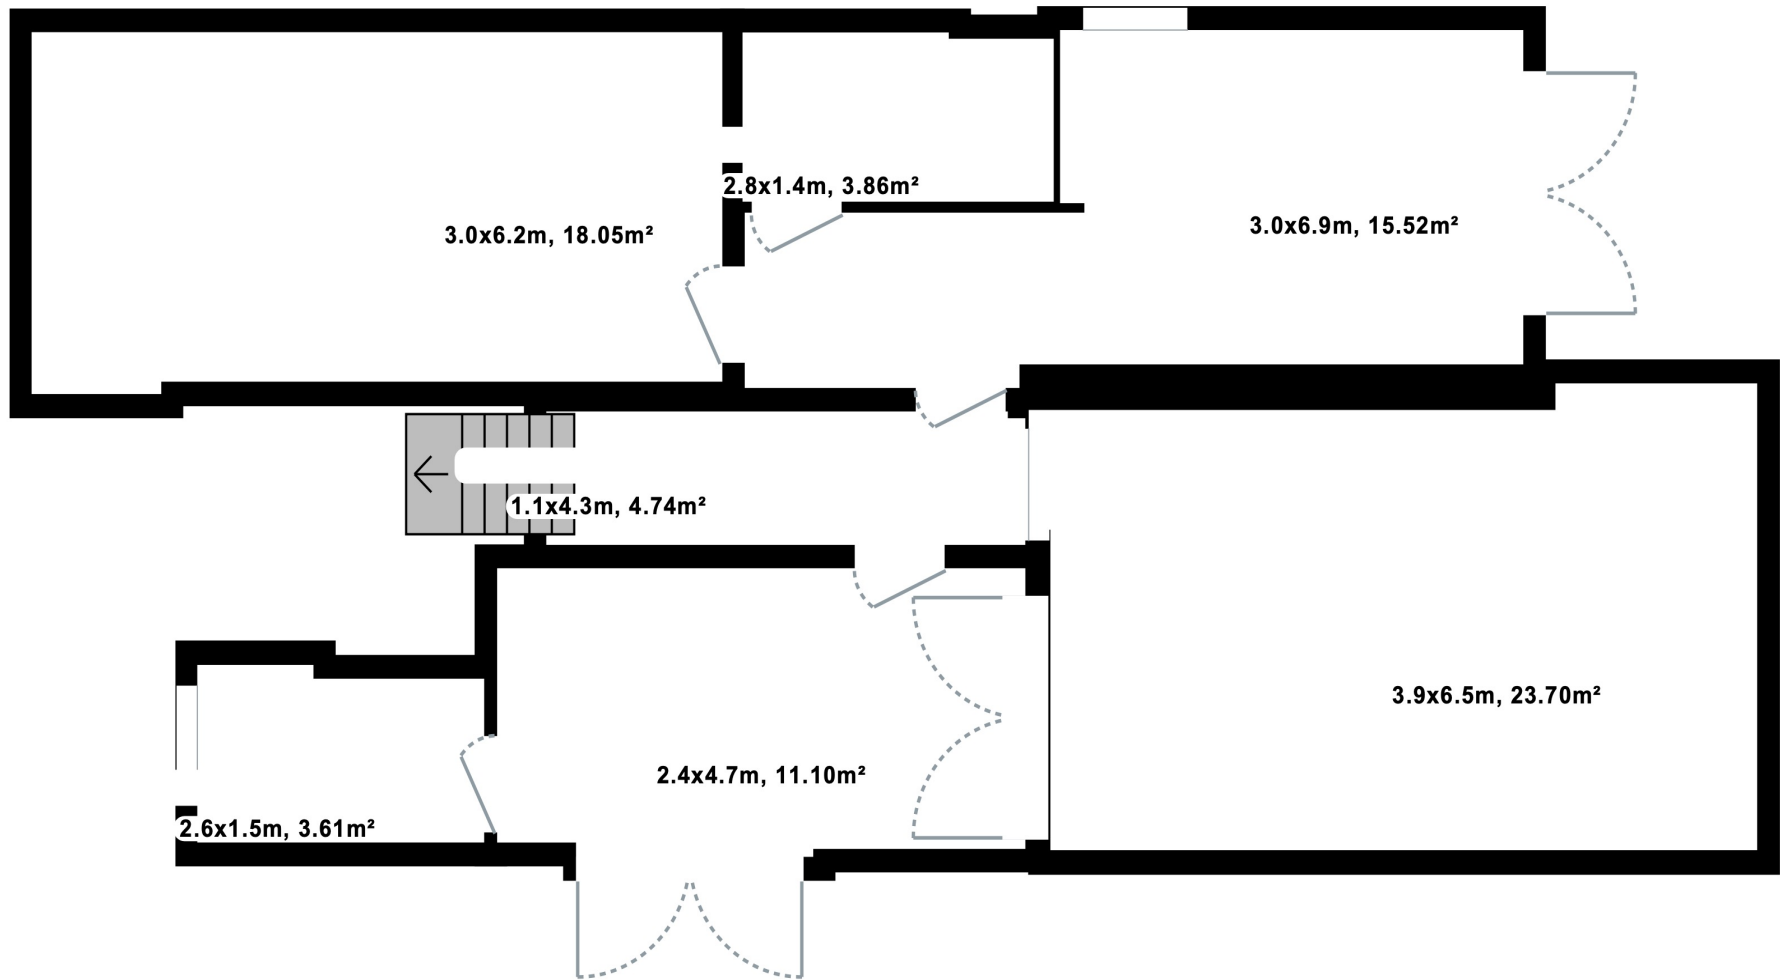 2.8x1.4m, 3.86m²
3.0x6.2m, 18.05m²
3.0x6.9m, 15.52m²
1.1x4.3m, 4.74m²
3.9x6.5m, 23.70m²
2.4x4.7m, 11.10m²
2.6x1.5m, 3.61m²